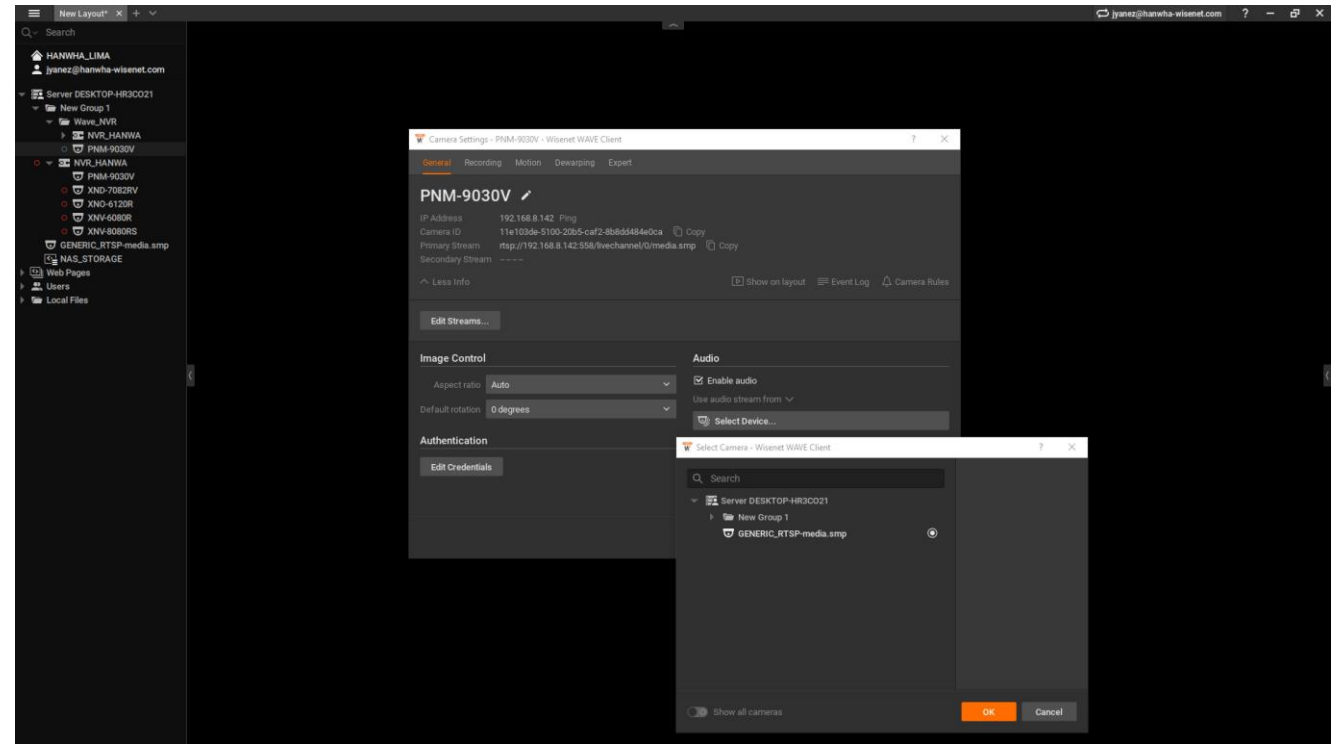 New Layout* × + jyanez@hanwha-wisenet.com ? – ×
Search
HANWHA_LIMA
jyanez@hanwha-wisenet.com
Server DESKTOP-HR3CO21
New Group 1
Wave_NVR
NVR_HANWA
PNM-9030V
NVR_HANWA
PNM-9030V
XND-7082RV
XNO-6120R
XNV-6080R
XNV-8080RS
GENERIC_RTSP-media.smp
NAS_STORAGE
Web Pages
Users
Local Files
Camera Settings - PNM-9030V - Wisenet WAVE Client ? ×
General Recording Motion Dewarping Expert
PNM-9030V
IP Address 192.168.8.142 Ping
Camera ID 11e103de-5100-20b5-caf2-8b8dd484e0ca Copy
Primary Stream rtsp://192.168.8.142:558/livechannel/0/media.smp Copy
Secondary Stream ----
Less Info Show on layout Event Log Camera Rules
Edit Streams...
Image Control
Aspect ratio Auto
Default rotation 0 degrees
Authentication
Edit Credentials
Audio
Enable audio
Use audio stream from
Select Device...
Select Camera - Wisenet WAVE Client ? ×
Search
Server DESKTOP-HR3CO21
New Group 1
GENERIC_RTSP-media.smp
Show all cameras OK Cancel